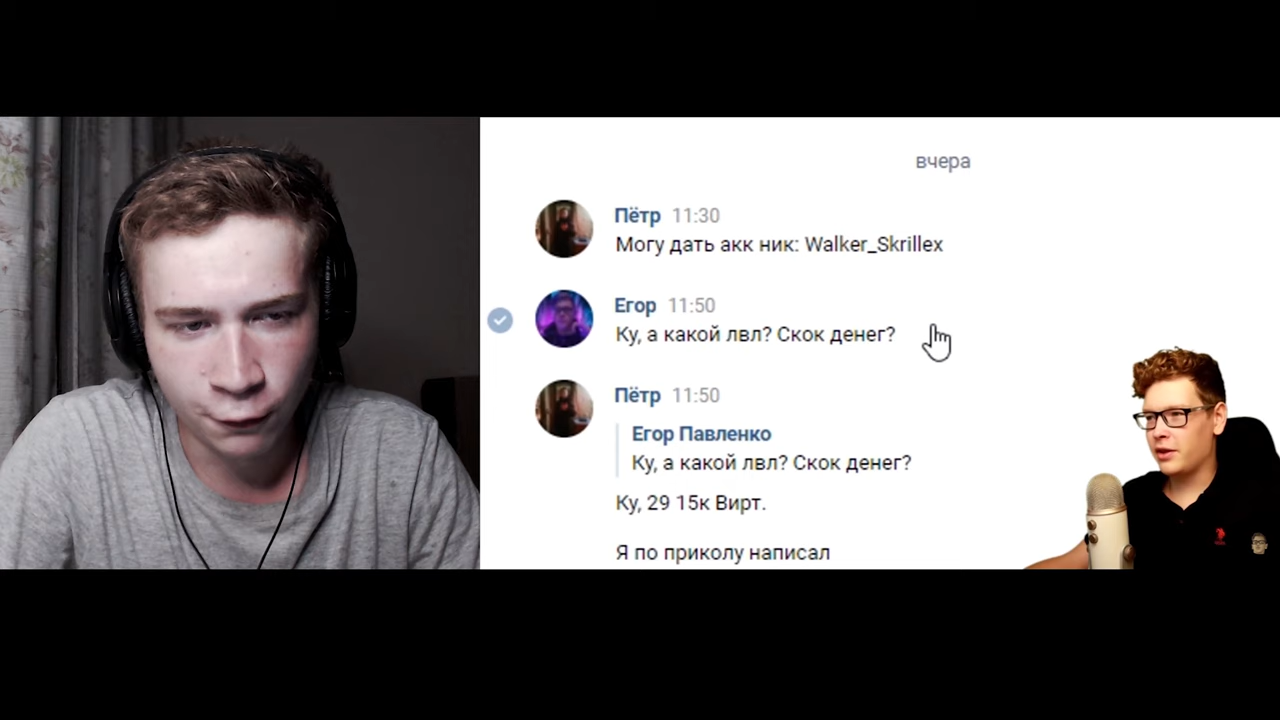 вчера
Пётр 11:30
Могу дать акк ник: Walker_Skrillex
Егор 11:50
Ку, а какой лвл? Скок денег?
Пётр 11:50
Егор Павленко
Ку, а какой лвл? Скок денег?
Ку, 29 15к Вирт.
Я по приколу написал